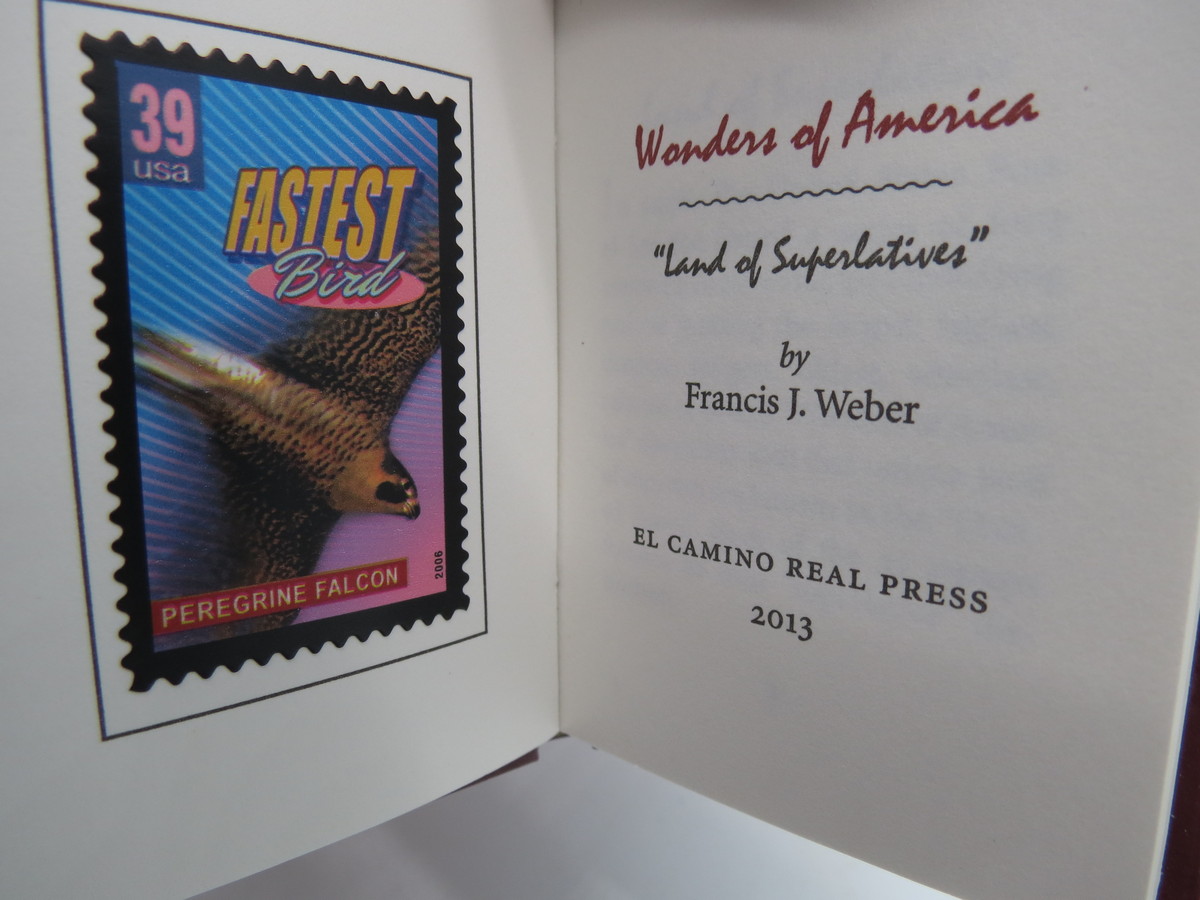 39
usa
FASTEST
Bird
PEREGRINE FALCON
2006
Wonders of America
“Land of Superlatives”
by
Francis J. Weber
EL CAMINO REAL PRESS
2013